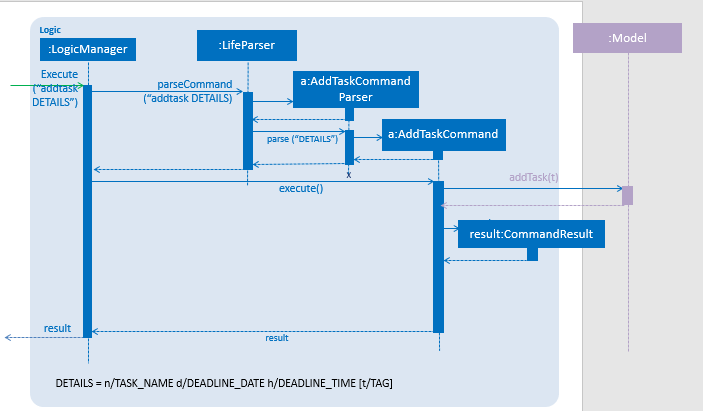 Logic
:LogicManager
:LifeParser
:Model
Execute
(“addtask
DETAILS”)
parseCommand
(“addtask DETAILS)
a:AddTaskCommand
Parser
parse (“DETAILS”)
a:AddTaskCommand
x
execute()
addTask(t)
result:CommandResult
result
result
DETAILS = n/TASK_NAME d/DEADLINE_DATE h/DEADLINE_TIME [t/TAG]